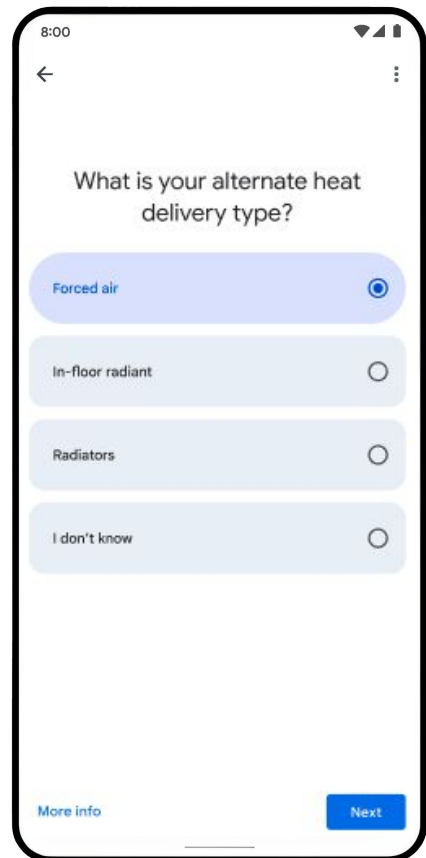 8:00
What is your alternate heat
delivery type?
Forced air
In-floor radiant
Radiators
I don't know
More info
Next